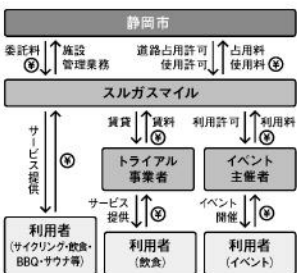 静岡市
委託料
¥
施設
管理業務
道路占用許可
使用許可
占用料
使用料
¥
スルガスマイル
サービス提供
¥
賃貸
賃料
¥
利用許可
利用料
¥
トライアル
事業者
イベント
主催者
サービス
提供
¥
イベント
開催
¥
利用者
(サイクリング・飲食・
BBQ・サウナ等)
利用者
(飲食)
利用者
(イベント)